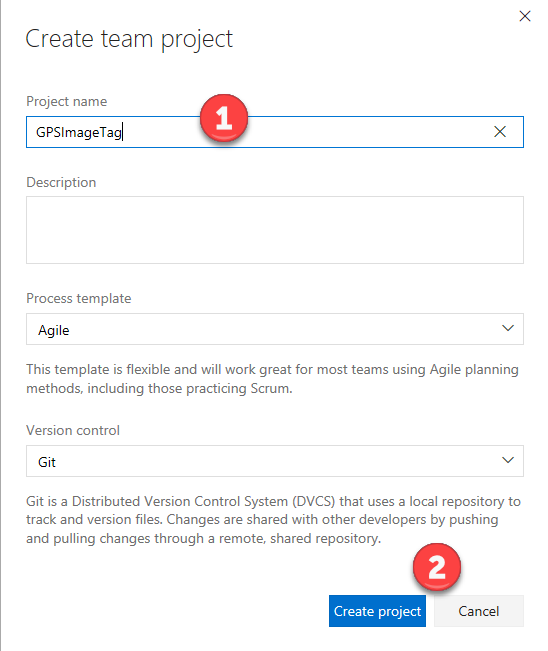 Create team project
Project name
1
GPSImageTag
Description
Process template
Agile
This template is flexible and will work great for most teams using Agile planning
methods, including those practicing Scrum.
Version control
Git
Git is a Distributed Version Control System (DVCS) that uses a local repository to
track and version files. Changes are shared with other developers by pushing
and pulling changes through a remote, shared repository.
2
Create project Cancel